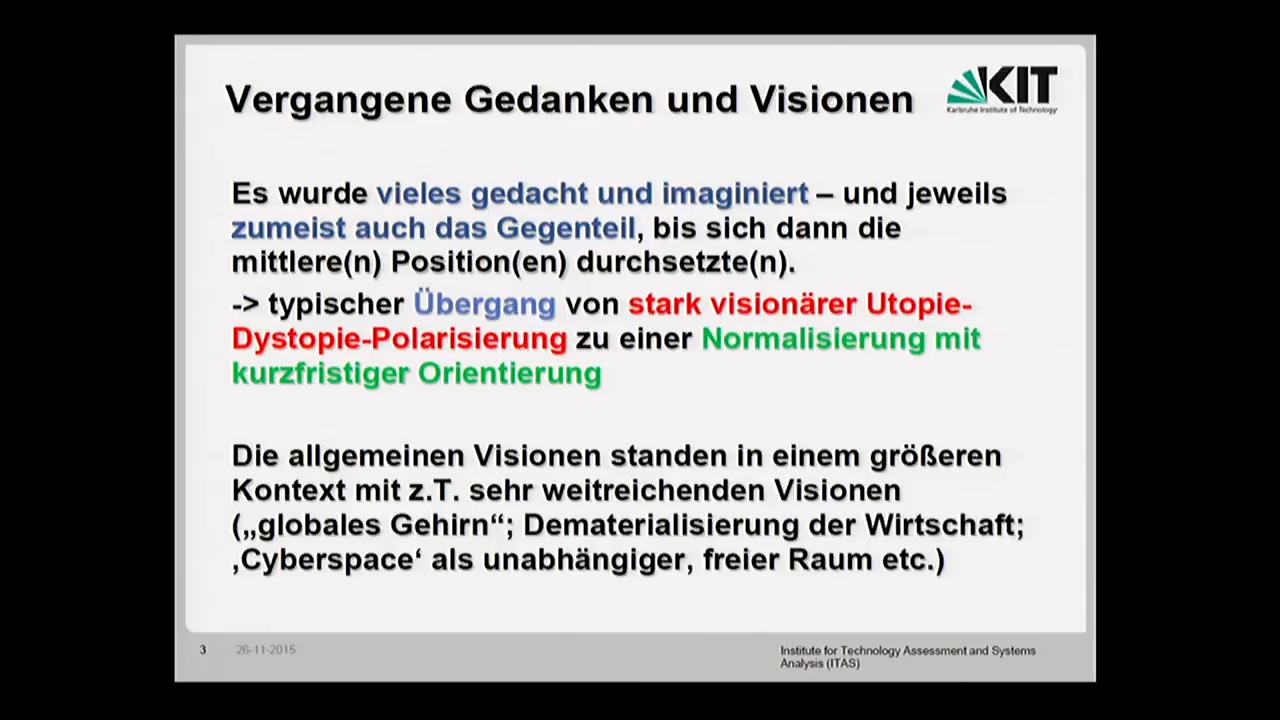 Vergangene Gedanken und Visionen
KIT
Karlsruhe Institute of Technology
Es wurde vieles gedacht und imaginiert – und jeweils
zumeist auch das Gegenteil, bis sich dann die
mittlere(n) Position(en) durchsetzte(n).
-> typischer Übergang von stark visionärer Utopie-
Dystopie-Polarisierung zu einer Normalisierung mit
kurzfristiger Orientierung
Die allgemeinen Visionen standen in einem größeren
Kontext mit z.T. sehr weitreichenden Visionen
(„globales Gehirn“; Dematerialisierung der Wirtschaft;
‚Cyberspace‘ als unabhängiger, freier Raum etc.)
3 26-11-2015
Institute for Technology Assessment and Systems
Analysis (ITAS)